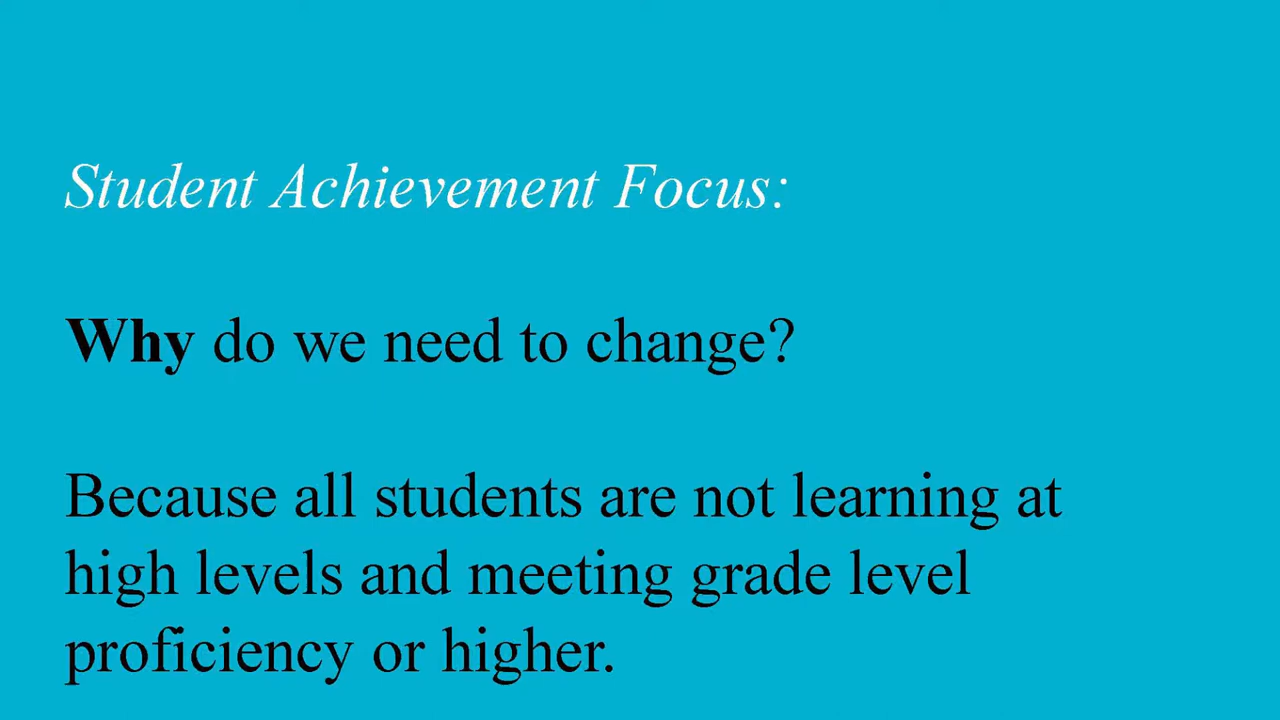 Student Achievement Focus:
Why do we need to change?
Because all students are not learning at
high levels and meeting grade level
proficiency or higher.